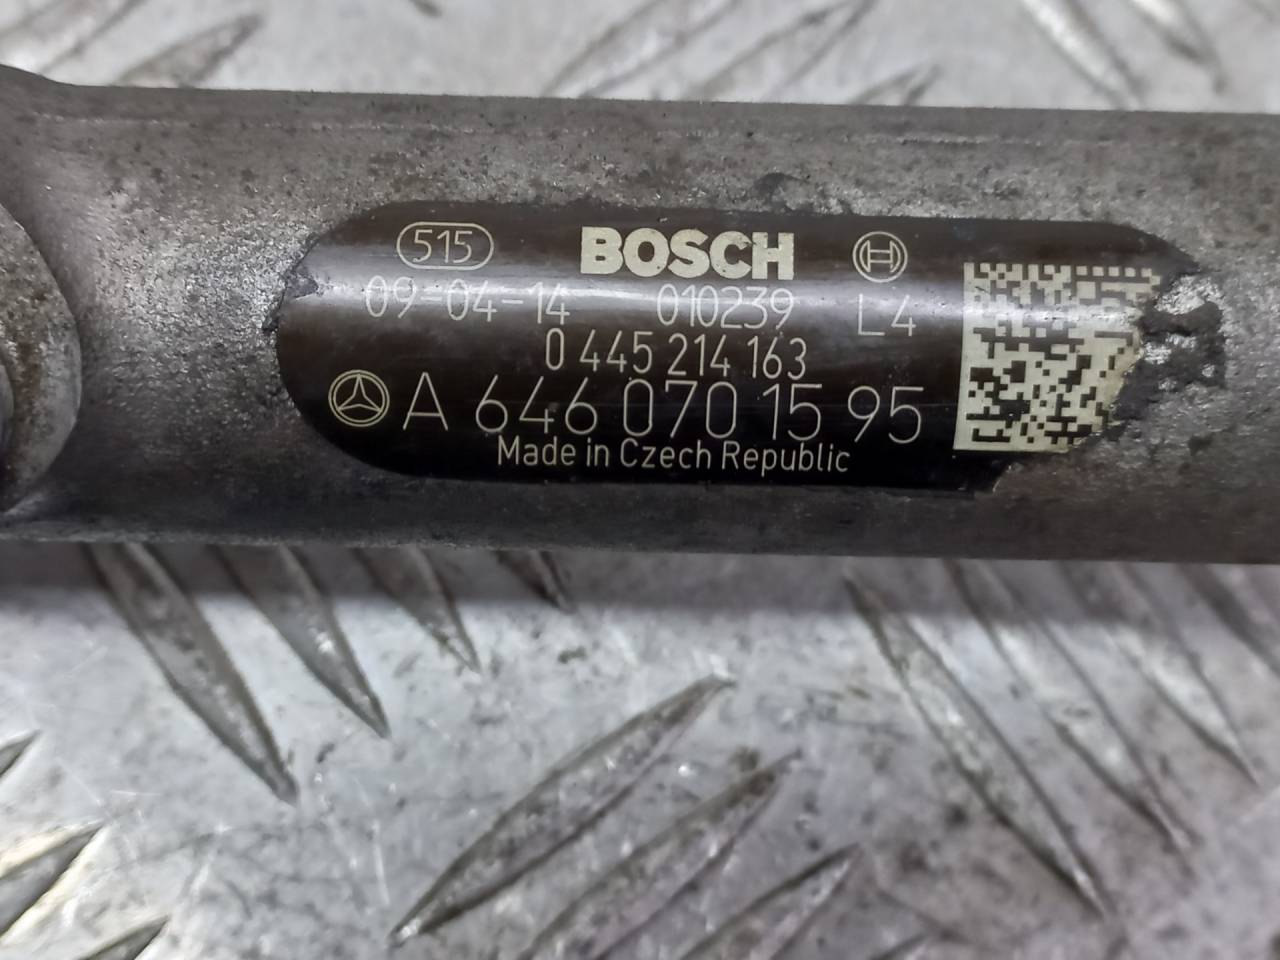 515 BOSCH
09-04-14 010239 L4
0 445 214 163
A 646 070 15 95
Made in Czech Republic